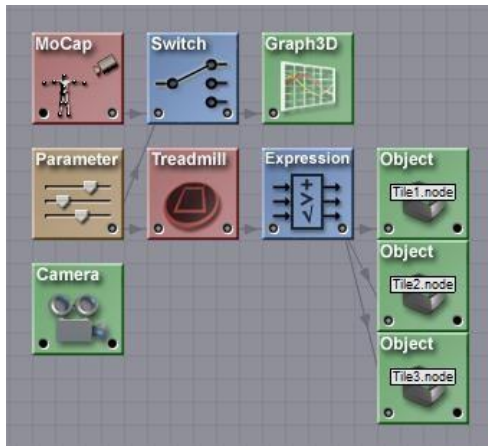 MoCap
Switch
Graph3D
Parameter
Treadmill
Expression
Object
Tile1.node
Object
Tile2.node
Camera
Object
Tile3.node